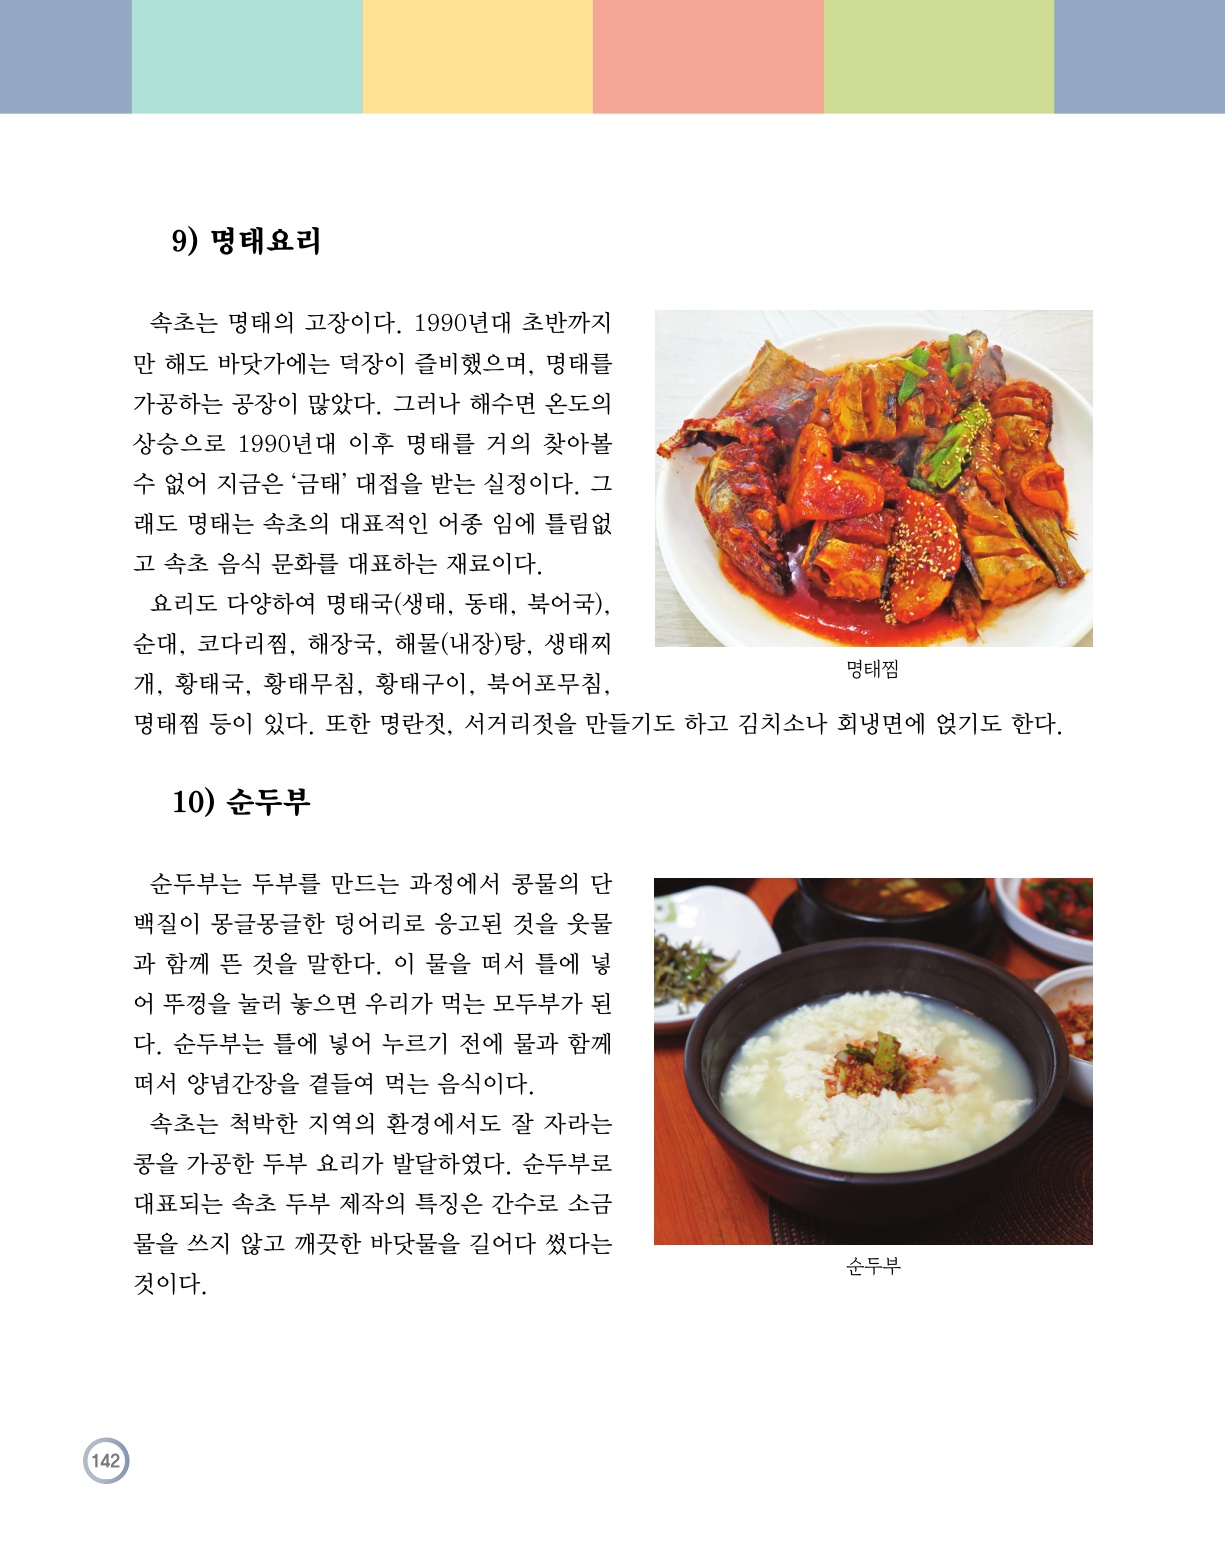 9) 명태요리
속초는 명태의 고장이다. 1990년대 초반까지
만 해도 바닷가에는 덕장이 즐비했으며, 명태를
가공하는 공장이 많았다. 그러나 해수면 온도의
상승으로 1990년대 이후 명태를 거의 찾아볼
수 없어 지금은 ‘금태’ 대접을 받는 실정이다. 그
래도 명태는 속초의 대표적인 어종 임에 틀림없
고 속초 음식 문화를 대표하는 재료이다.
요리도 다양하여 명태국(생태, 동태, 북어국),
순대, 코다리찜, 해장국, 해물(내장)탕, 생태찌
개, 황태국, 황태무침, 황태구이, 북어포무침,
명태찜 등이 있다. 또한 명란젓, 서거리젓을 만들기도 하고 김치소나 회냉면에 얹기도 한다.
명태찜
10) 순두부
순두부는 두부를 만드는 과정에서 콩물의 단
백질이 몽글몽글한 덩어리로 응고된 것을 웃물
과 함께 뜬 것을 말한다. 이 물을 떠서 틀에 넣
어 뚜껑을 눌러 놓으면 우리가 먹는 모두부가 된
다. 순두부는 틀에 넣어 누르기 전에 물과 함께
떠서 양념간장을 곁들여 먹는 음식이다.
속초는 척박한 지역의 환경에서도 잘 자라는
콩을 가공한 두부 요리가 발달하였다. 순두부로
대표되는 속초 두부 제작의 특징은 간수로 소금
물을 쓰지 않고 깨끗한 바닷물을 길어다 썼다는
것이다.
순두부
142